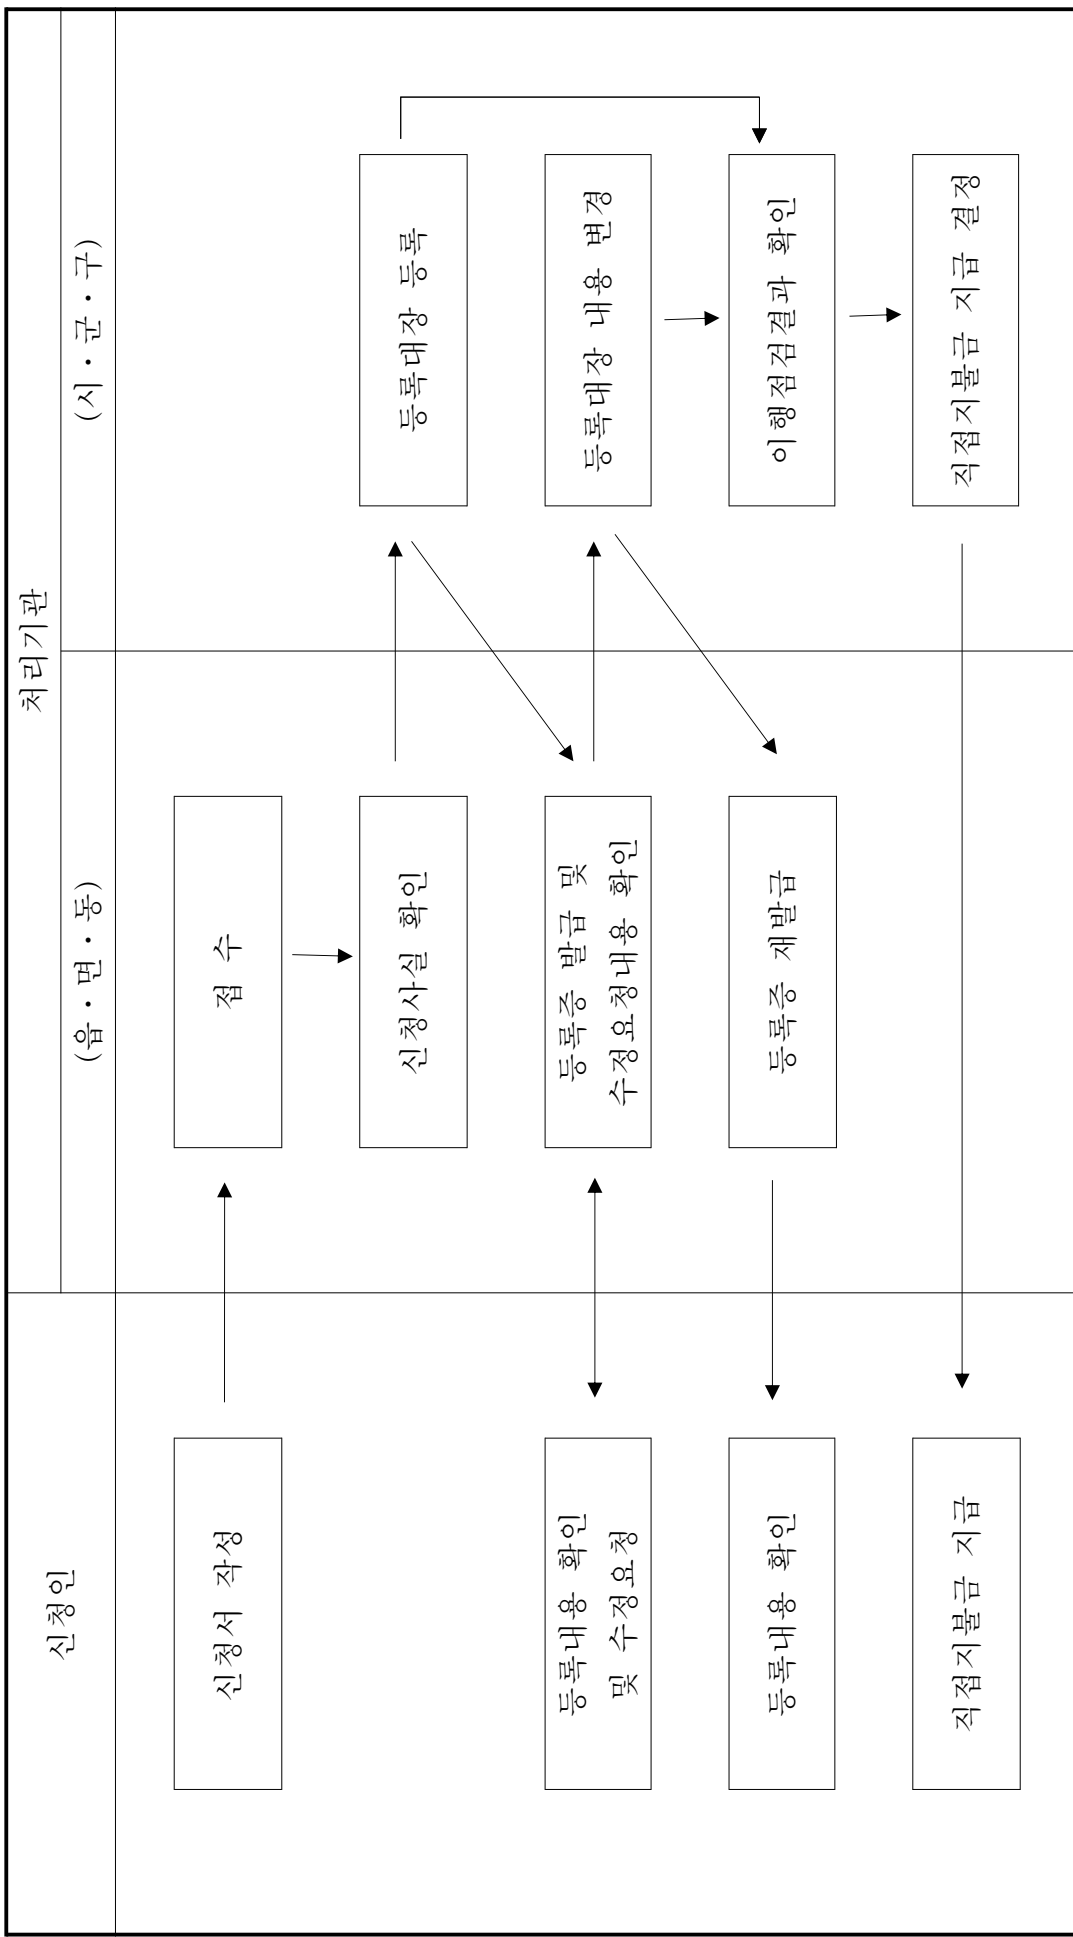 신청인
처리기관
(읍·면·동)
(시·군·구)
신청서 작성
접 수
신청사실 확인
등록대장 등록
등록내용 확인
및 수정요청
등록증 발급 및
수정요청내용 확인
등록대장 내용 변경
등록내용 확인
등록증 재발급
이행점검결과 확인
직접지불금 지급
직접지불금 지급 결정